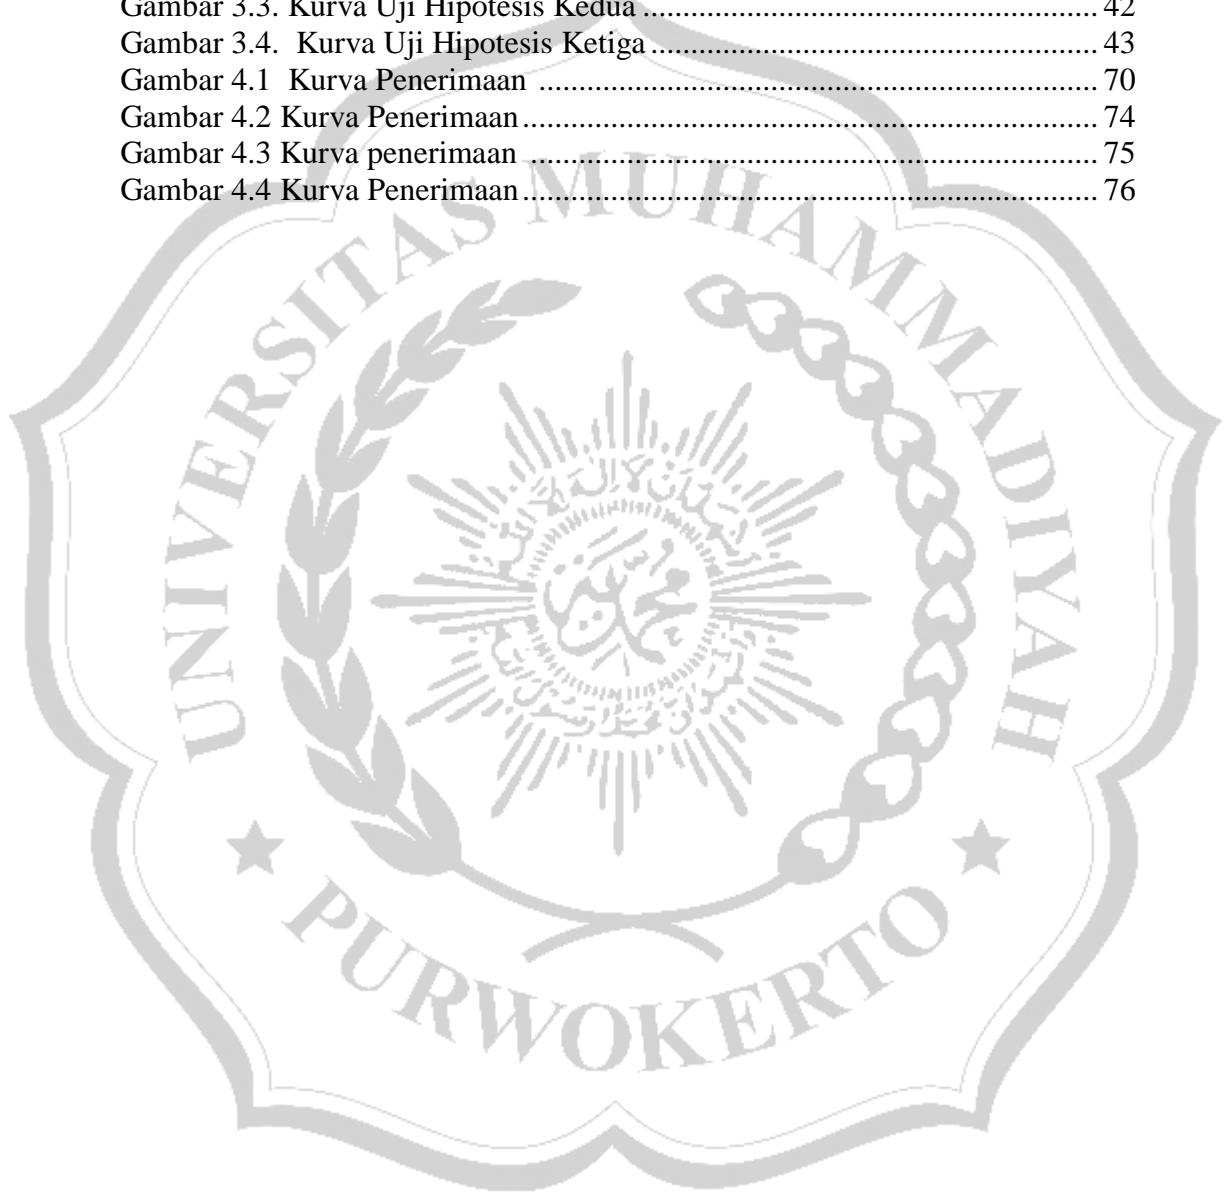 Gambar 3.3. Kurva Uji Hipotesis Kedua ........................................................ 42
Gambar 3.4.  Kurva Uji Hipotesis Ketiga ....................................................... 43
Gambar 4.1  Kurva Penerimaan ..................................................................... 70
Gambar 4.2 Kurva Penerimaan ....................................................................... 74
Gambar 4.3 Kurva penerimaan ...................................................................... 75
Gambar 4.4 Kurva Penerimaan ....................................................................... 76
UNIVERSITAS MUHAMMADIYAH
PURWOKERTO